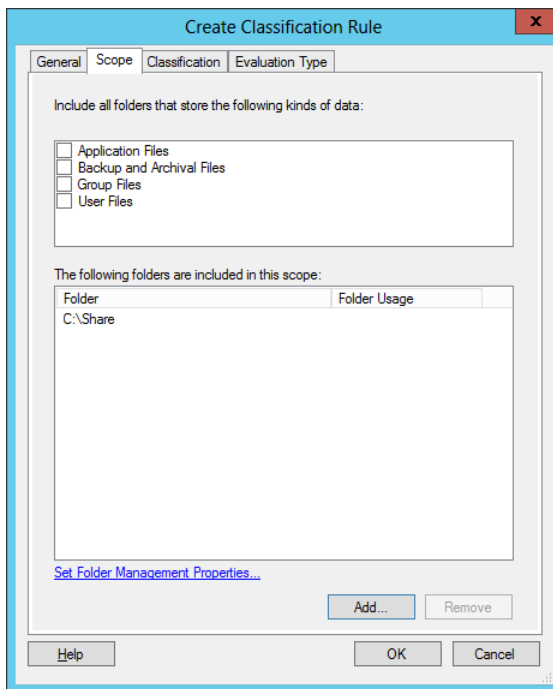 Create Classification Rule
x
General Scope Classification Evaluation Type
Include all folders that store the following kinds of data:
Application Files
Backup and Archival Files
Group Files
User Files
The following folders are included in this scope:
Folder Folder Usage
C:\Share
Set Folder Management Properties...
Add... Remove
Help OK Cancel